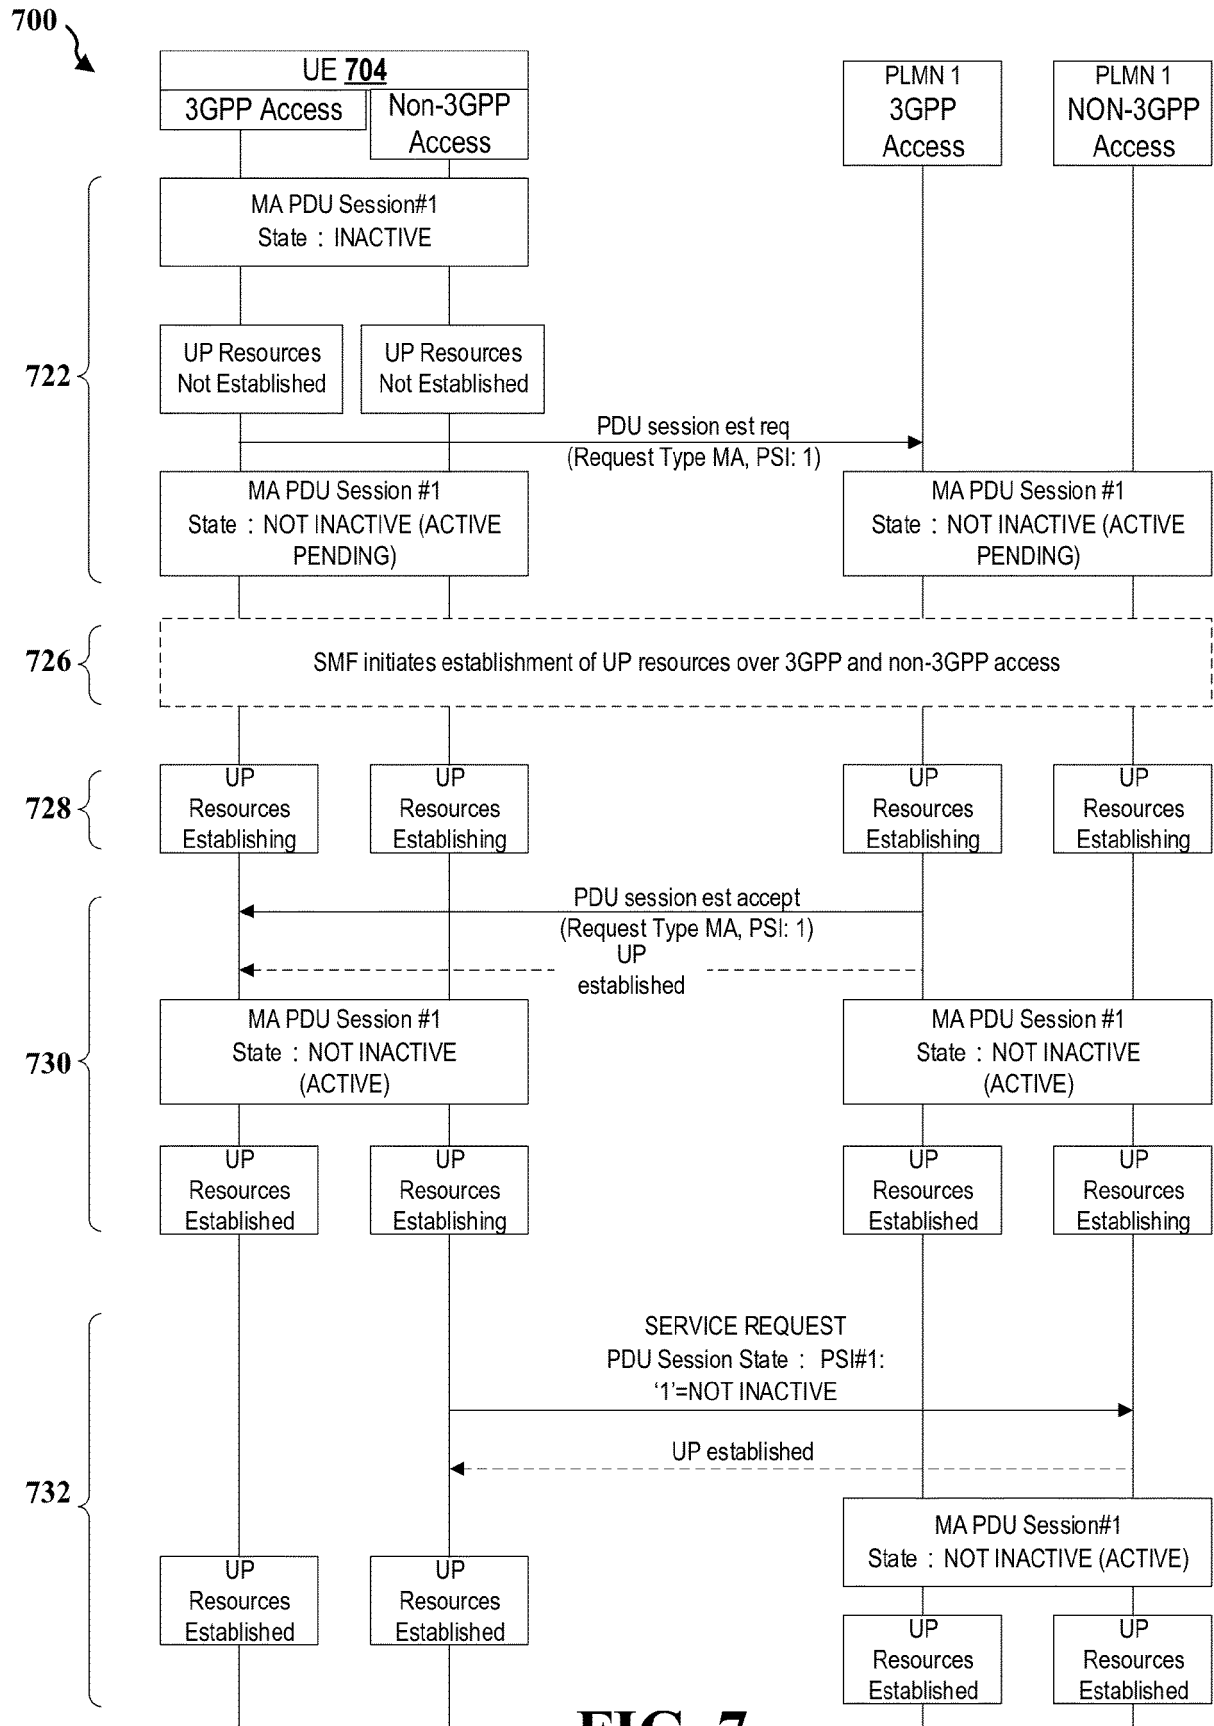 700
UE 704
3GPP Access
Non-3GPP
Access
PLMN 1
3GPP
Access
PLMN 1
NON-3GPP
Access
722
MA PDU Session#1
State : INACTIVE
UP Resources
Not Established
UP Resources
Not Established
PDU session est req
(Request Type MA, PSI: 1)
MA PDU Session #1
State : NOT INACTIVE (ACTIVE
PENDING)
MA PDU Session #1
State : NOT INACTIVE (ACTIVE
PENDING)
726
SMF initiates establishment of UP resources over 3GPP and non-3GPP access
728
UP
Resources
Establishing
UP
Resources
Establishing
UP
Resources
Establishing
UP
Resources
Establishing
730
PDU session est accept
(Request Type MA, PSI: 1)
UP
established
MA PDU Session #1
State : NOT INACTIVE
(ACTIVE)
MA PDU Session #1
State : NOT INACTIVE
(ACTIVE)
UP
Resources
Established
UP
Resources
Establishing
UP
Resources
Established
UP
Resources
Establishing
732
SERVICE REQUEST
PDU Session State : PSI#1:
‘1’=NOT INACTIVE
UP established
MA PDU Session#1
State : NOT INACTIVE (ACTIVE)
UP
Resources
Established
UP
Resources
Established
UP
Resources
Established
UP
Resources
Established
FIG. 7